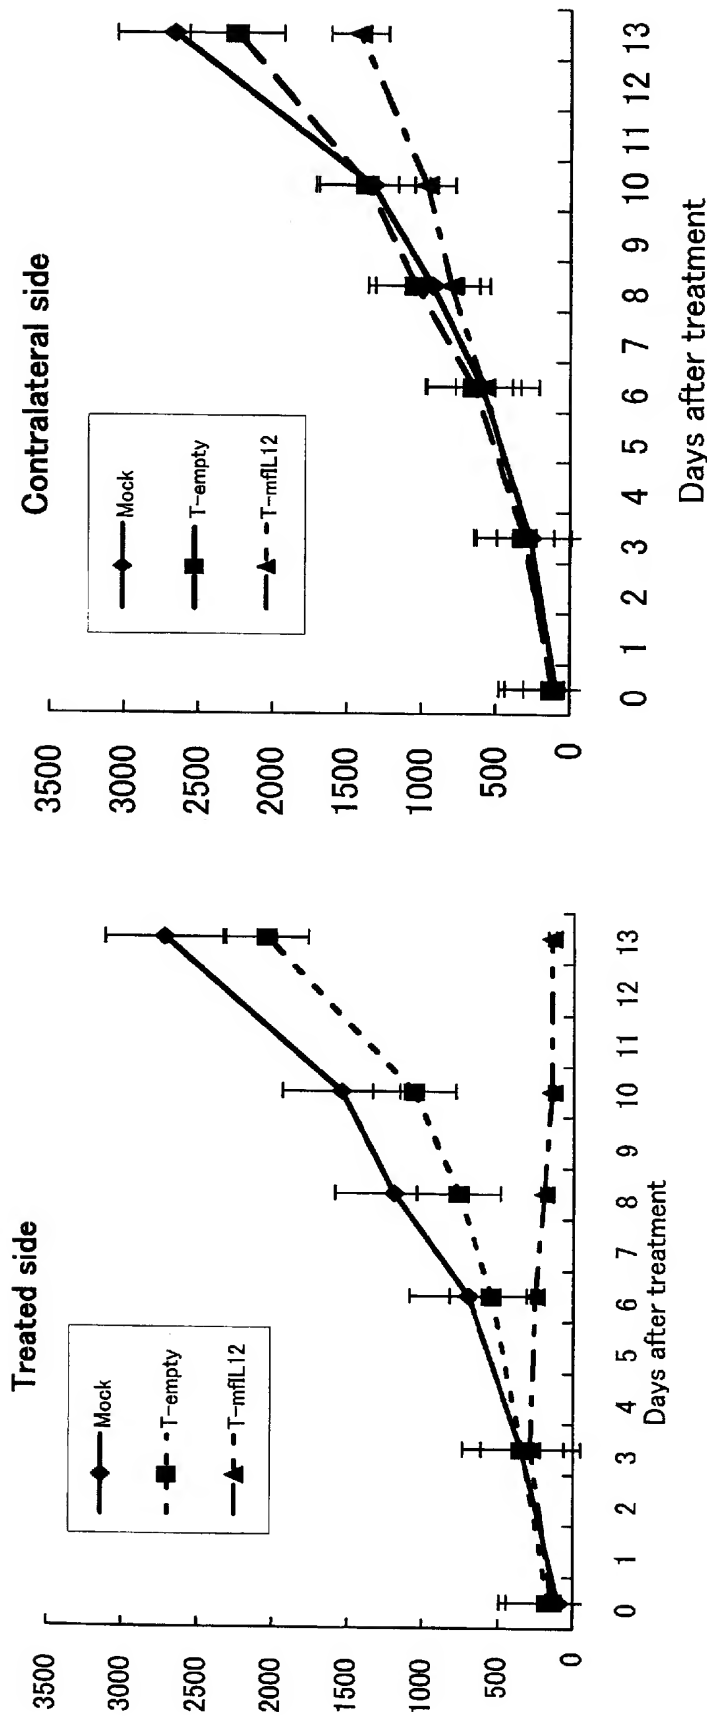 Treated side
3500
3000
2500
2000
1500
1000
500
0
Mock
T-empty
T-mfIL12
0 1 2 3 4 5 6 7 8 9 10 11 12 13
Days after treatment
Contralateral side
3500
3000
2500
2000
1500
1000
500
0
Mock
T-empty
T-mfIL12
0 1 2 3 4 5 6 7 8 9 10 11 12 13
Days after treatment